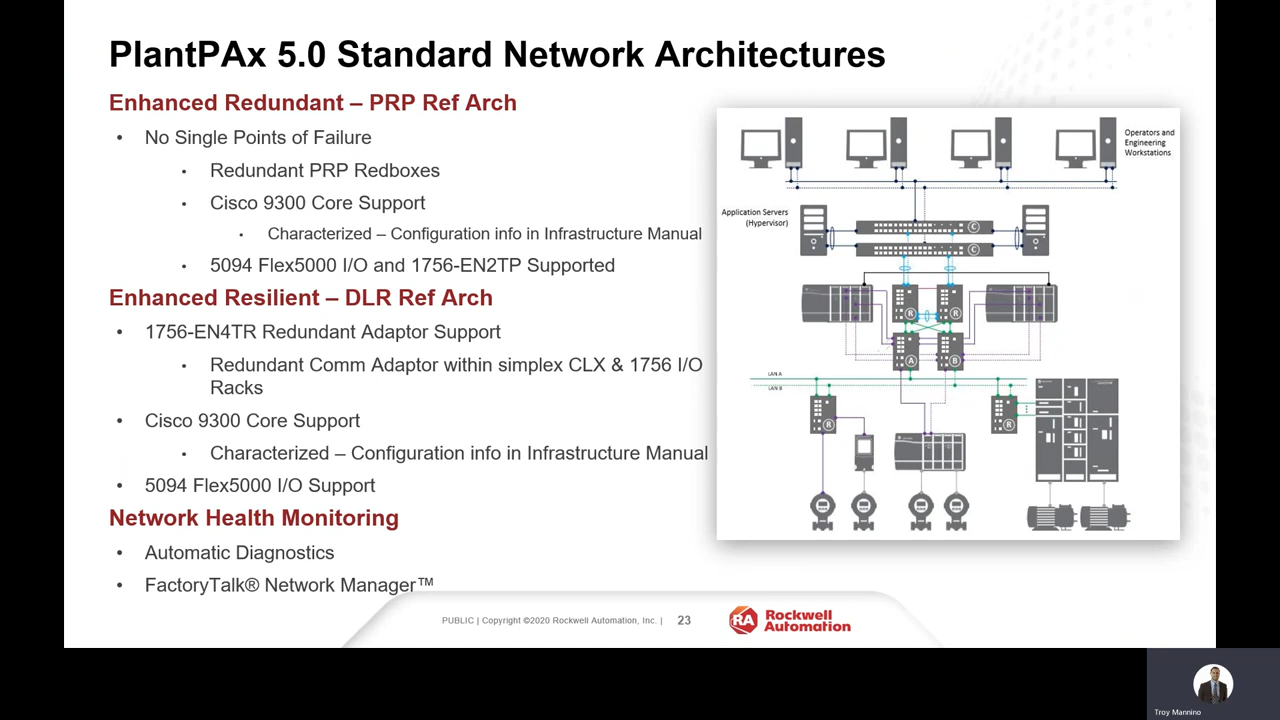 PlantPAx 5.0 Standard Network Architectures
Enhanced Redundant – PRP Ref Arch
• No Single Points of Failure
• Redundant PRP Redboxes
• Cisco 9300 Core Support
• Characterized – Configuration info in Infrastructure Manual
• 5094 Flex5000 I/O and 1756-EN2TP Supported
Enhanced Resilient – DLR Ref Arch
• 1756-EN4TR Redundant Adaptor Support
• Redundant Comm Adaptor within simplex CLX & 1756 I/O
Racks
• Cisco 9300 Core Support
• Characterized – Configuration info in Infrastructure Manual
• 5094 Flex5000 I/O Support
Network Health Monitoring
• Automatic Diagnostics
• FactoryTalk® Network Manager™
Operators and
Engineering
Workstations
Application Servers
(Hypervisor)
C
C
R
R
A
B
LAN A
LAN B
R
R
PUBLIC | Copyright ©2020 Rockwell Automation, Inc. |
23
RA
Rockwell
Automation
Troy Mannino